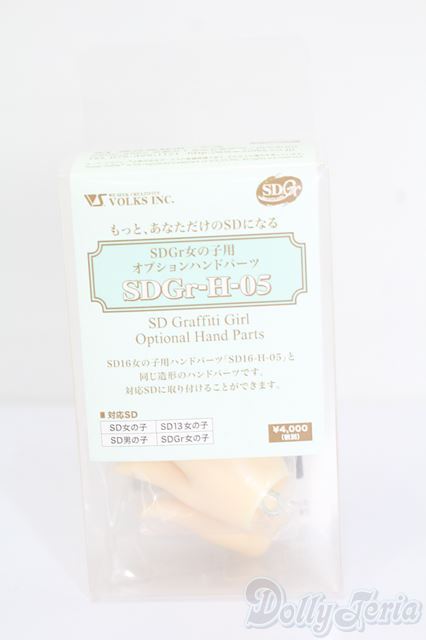 WE SEEK CREATIVITY
VOLKS INC.
SDGr
もっと、あなただけのSDになる
SDGr女の子用
オプションハンドパーツ
SDGr-H-05
SD Graffiti Girl
Optional Hand Parts
SD16女の子用ハンドパーツ「SD16-H-05」と
同じ造形のハンドパーツです。
対応SDに取り付けることができます。
■ 対応SD
SD女の子 SD13女の子
SD男の子 SDGr女の子
¥4,000
(税別)
DollyTeria